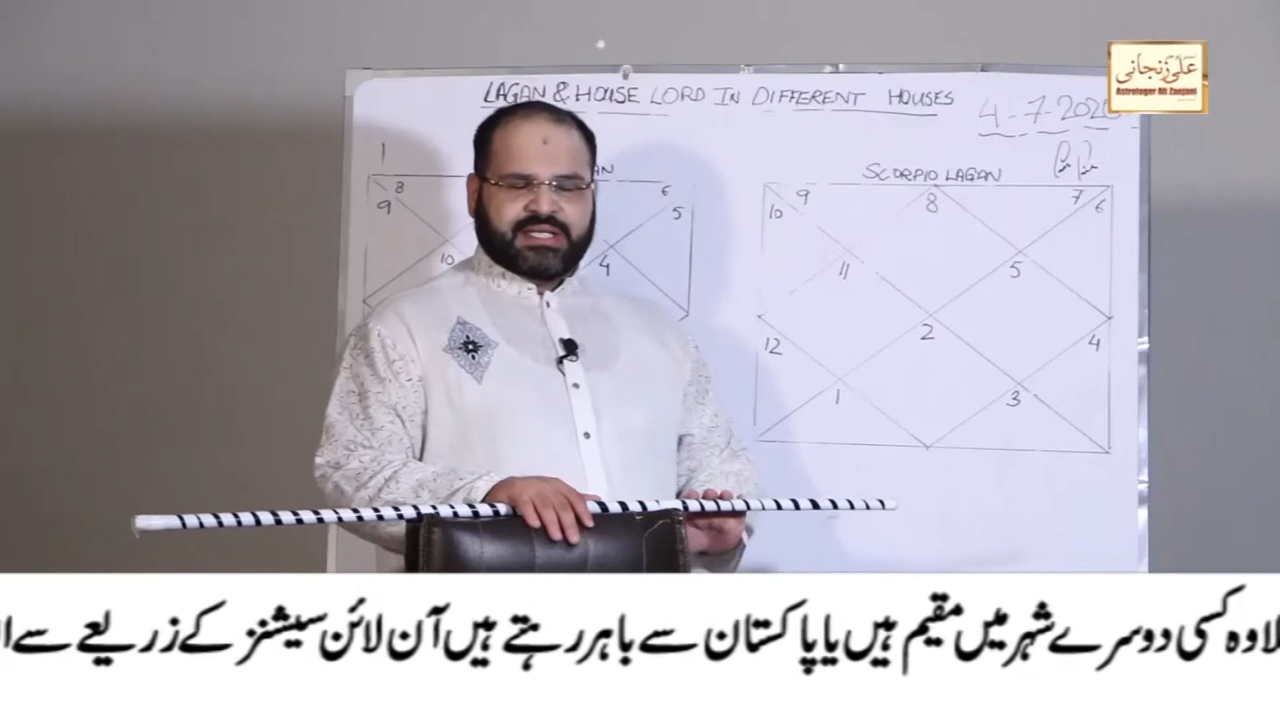 LAGAN & HOUSE LORD IN DIFFERENT HOUSES
علی زنجانی
Astrologer Ali Zanjani
4-7-2020
1
8
9
10
6
5
4
SCORPIO LAGAN
10 9 8 7 6
11 5
12 2 4
1 3
کسی دوسرے شہر میں مقیم ہیں یا پاکستان سے باہر رہتے ہیں آن لائن سیشنز کے زریعے سے